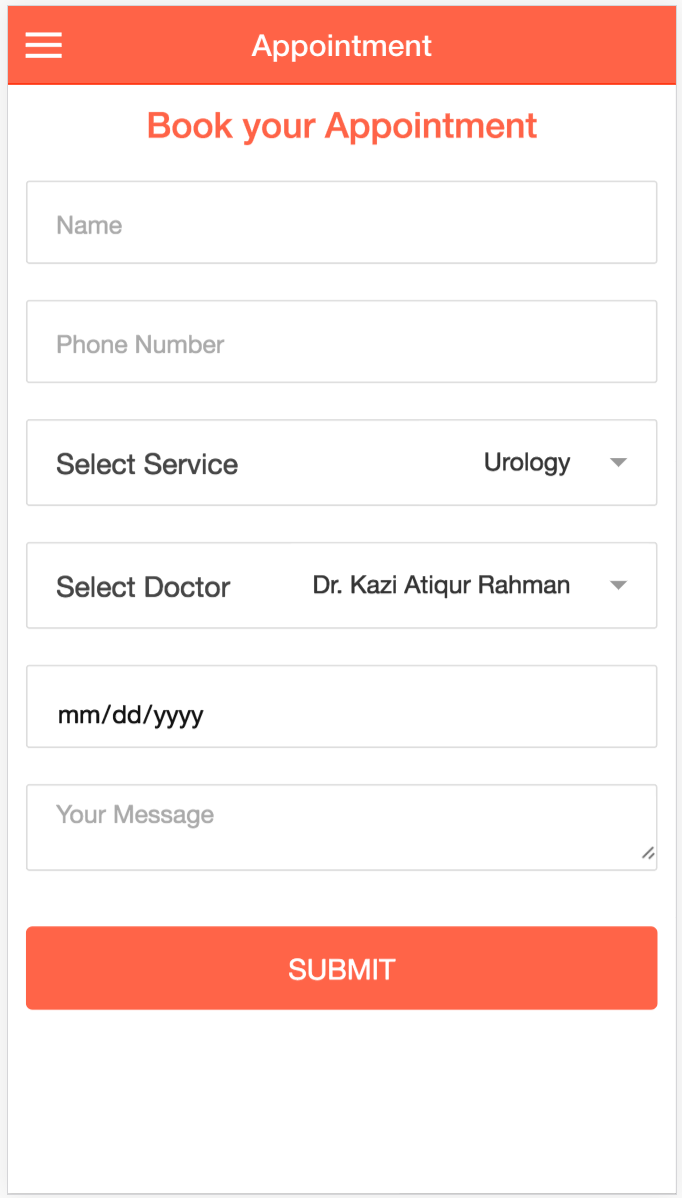 Appointment
Book your Appointment
Name
Phone Number
Select Service Urology
Select Doctor Dr. Kazi Atiqur Rahman
mm/dd/yyyy
Your Message
SUBMIT